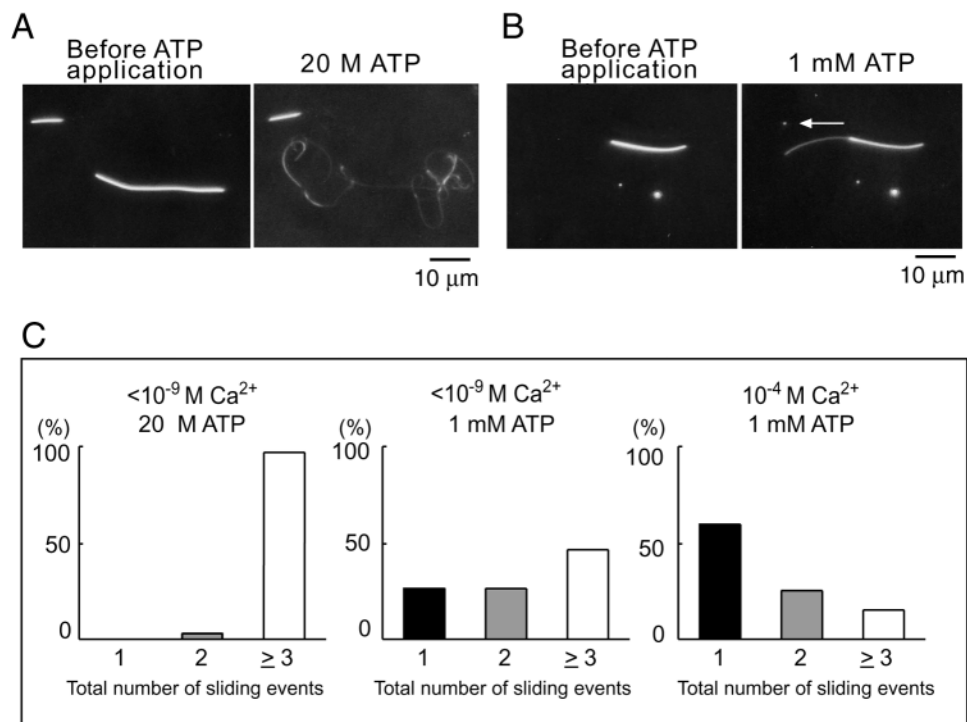 A
Before ATP
application
20 M ATP
10 μm
B
Before ATP
application
1 mM ATP
10 μm
C
<10⁻⁹ M Ca²⁺
20 M ATP
(%)
100
50
0
1 2 ≥ 3
Total number of sliding events
<10⁻⁹ M Ca²⁺
1 mM ATP
(%)
100
50
0
1 2 ≥ 3
Total number of sliding events
10⁻⁴ M Ca²⁺
1 mM ATP
(%)
100
50
0
1 2 ≥ 3
Total number of sliding events